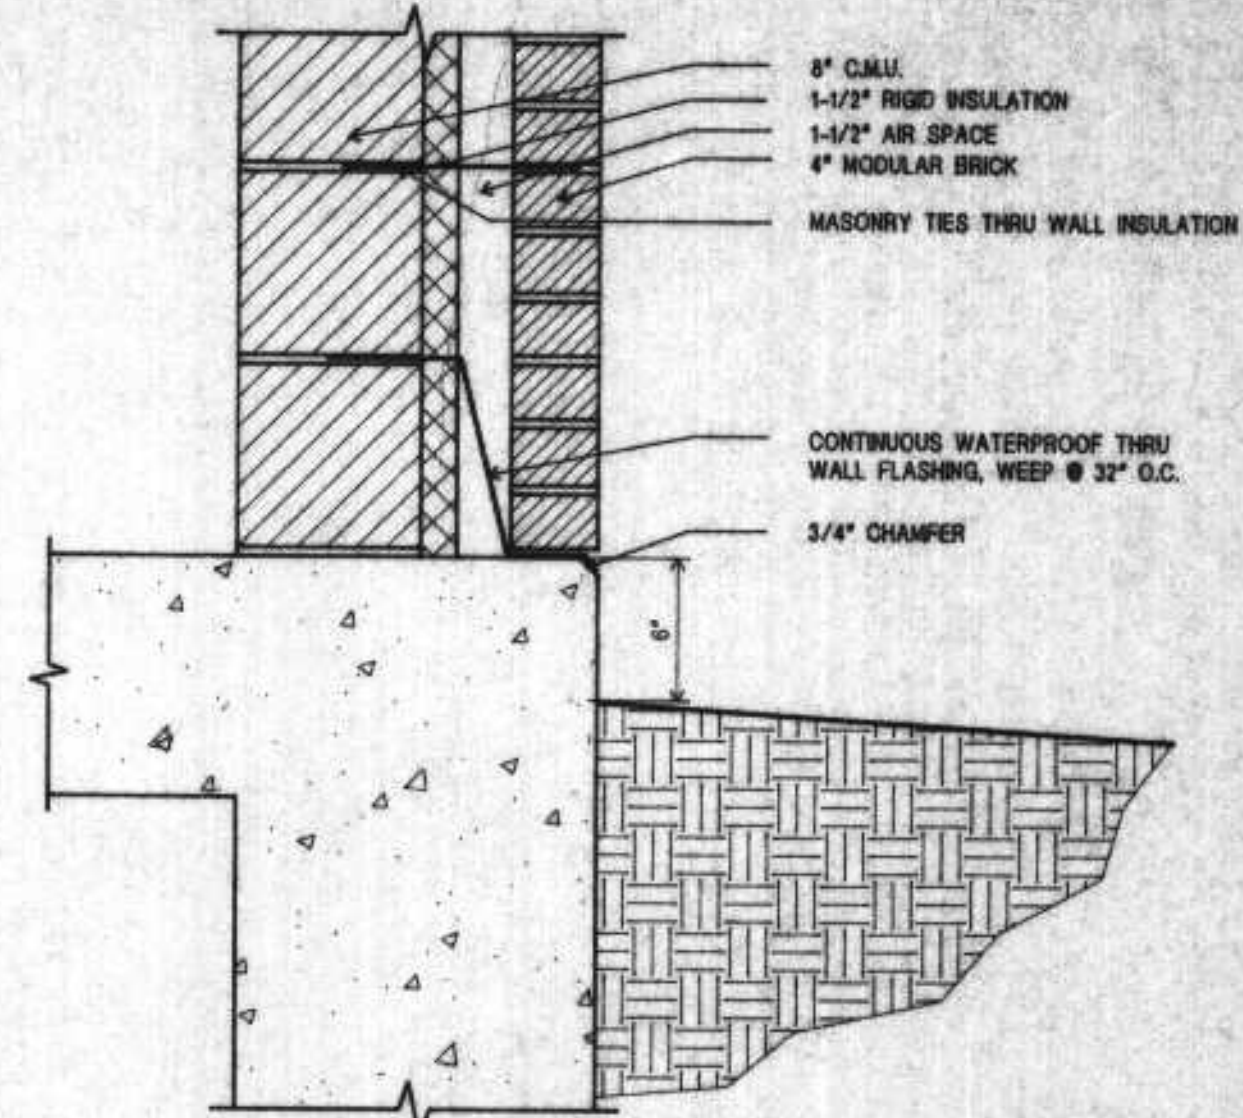 8" C.M.U.
1-1/2" RIGID INSULATION
1-1/2" AIR SPACE
4" MODULAR BRICK
MASONRY TIES THRU WALL INSULATION
CONTINUOUS WATERPROOF THRU
WALL FLASHING, WEEP @ 32" O.C.
3/4" CHAMFER
6"